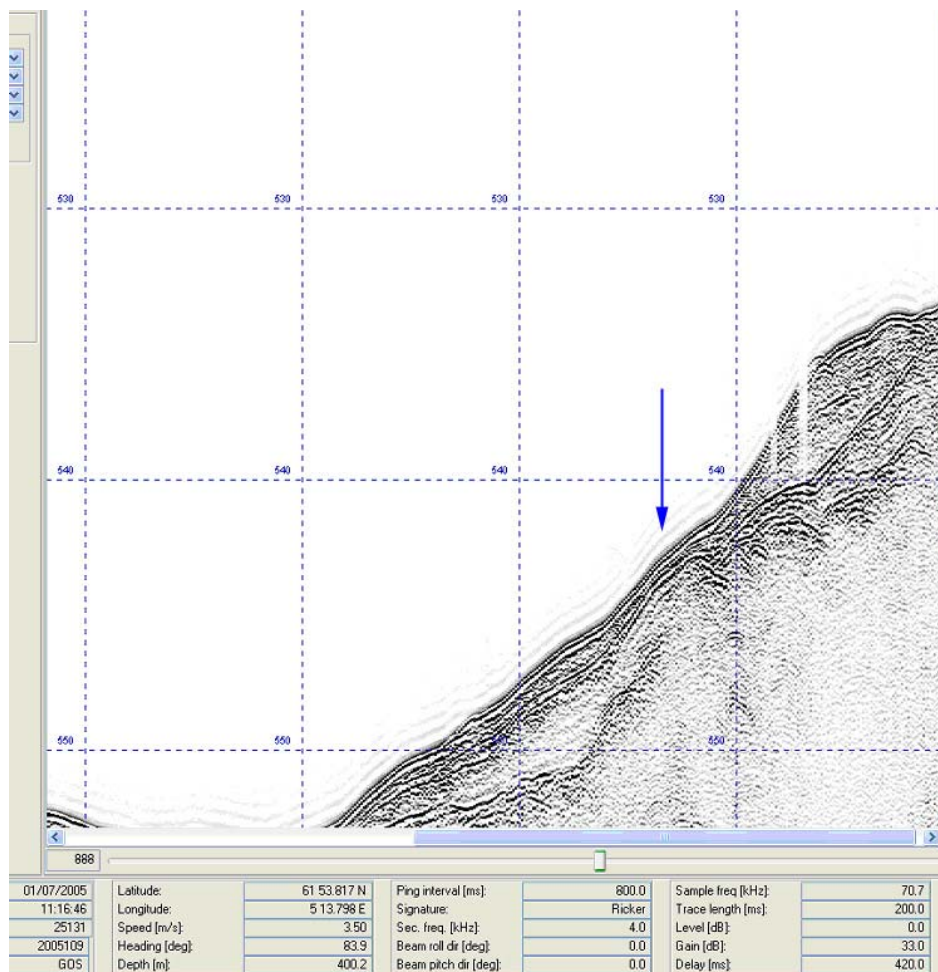 530 530 530 530
540 540 540 540
550 550 550 550
888
01/07/2005 Latitude: 61 53.817 N Ping interval [ms]: 800.0 Sample freq [kHz]: 70.7
11:16:46 Longitude: 5 13.798 E Signature: Ricker Trace length [ms]: 200.0
25131 Speed [m/s]: 3.50 Sec. freq. [kHz]: 4.0 Level [dB]: 0.0
2005109 Heading [deg]: 83.9 Beam roll dir [deg]: 0.0 Gain [dB]: 33.0
GOS Depth [m]: 400.2 Beam pitch dir [deg]: 0.0 Delay [ms]: 420.0